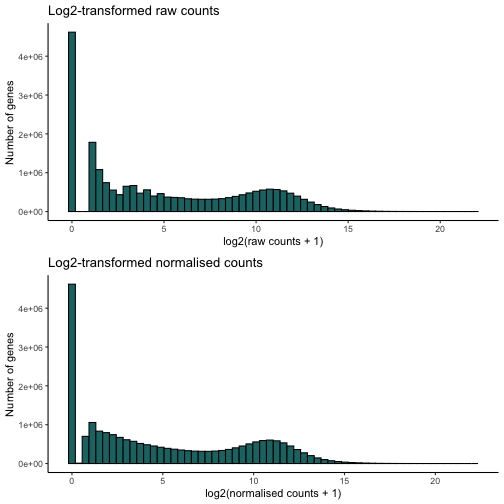 Log2-transformed raw counts
Number of genes
4e+06
3e+06
2e+06
1e+06
0e+00
0 5 10 15 20
log2(raw counts + 1)
Log2-transformed normalised counts
Number of genes
4e+06
3e+06
2e+06
1e+06
0e+00
0 5 10 15 20
log2(normalised counts + 1)